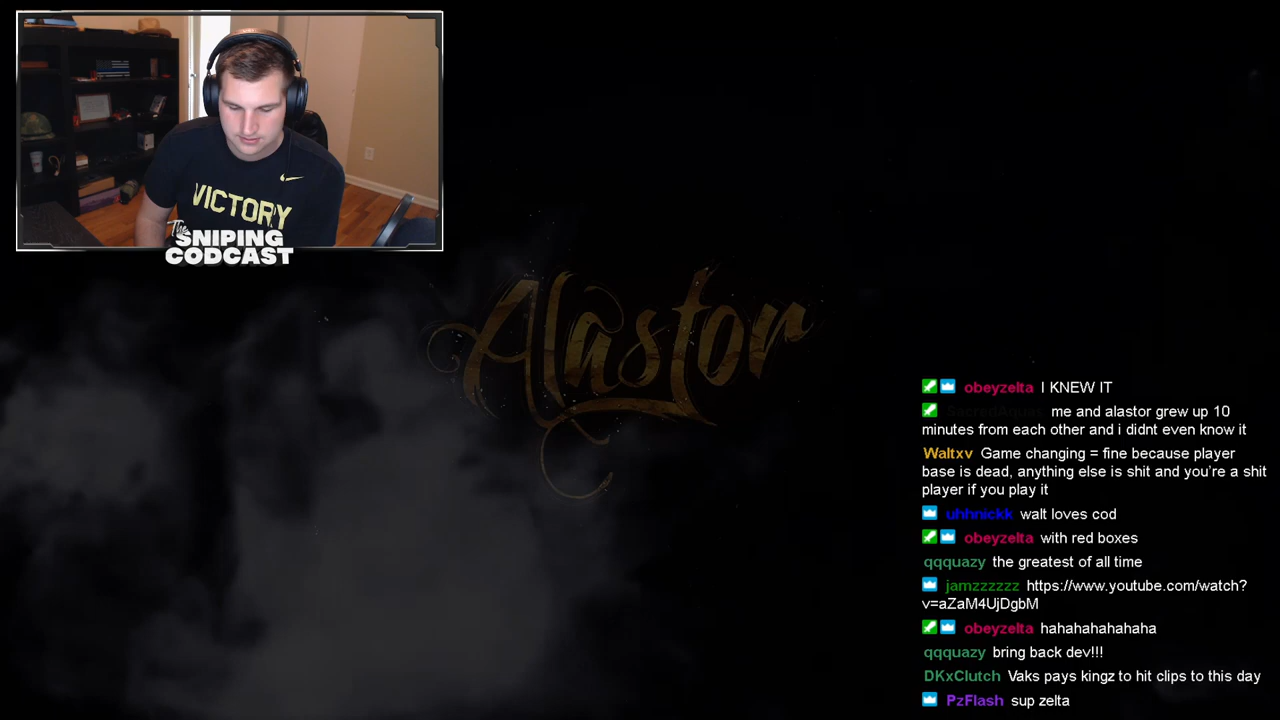 VICTORY
The
SNIPING
CODCAST
Alastor
obeyzelta I KNEW IT
SacredAquas me and alastor grew up 10
minutes from each other and i didnt even know it
Waltxv Game changing = fine because player
base is dead, anything else is shit and you're a shit
player if you play it
uhhnickk walt loves cod
obeyzelta with red boxes
qqquazy the greatest of all time
jamzzzzzz https://www.youtube.com/watch?
v=aZaM4UjDgbM
obeyzelta hahahahahahaha
qqquazy bring back dev!!!
DKxClutch Vaks pays kingz to hit clips to this day
PzFlash sup zelta